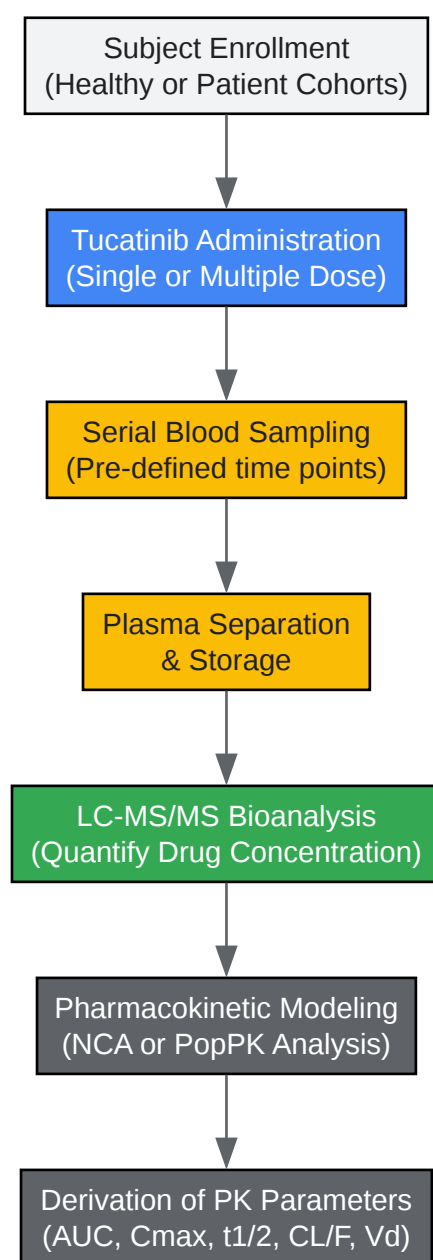 Subject Enrollment
(Healthy or Patient Cohorts)
Tucatinib Administration
(Single or Multiple Dose)
Serial Blood Sampling
(Pre-defined time points)
Plasma Separation
& Storage
LC-MS/MS Bioanalysis
(Quantify Drug Concentration)
Pharmacokinetic Modeling
(NCA or PopPK Analysis)
Derivation of PK Parameters
(AUC, Cmax, t1/2, CL/F, Vd)